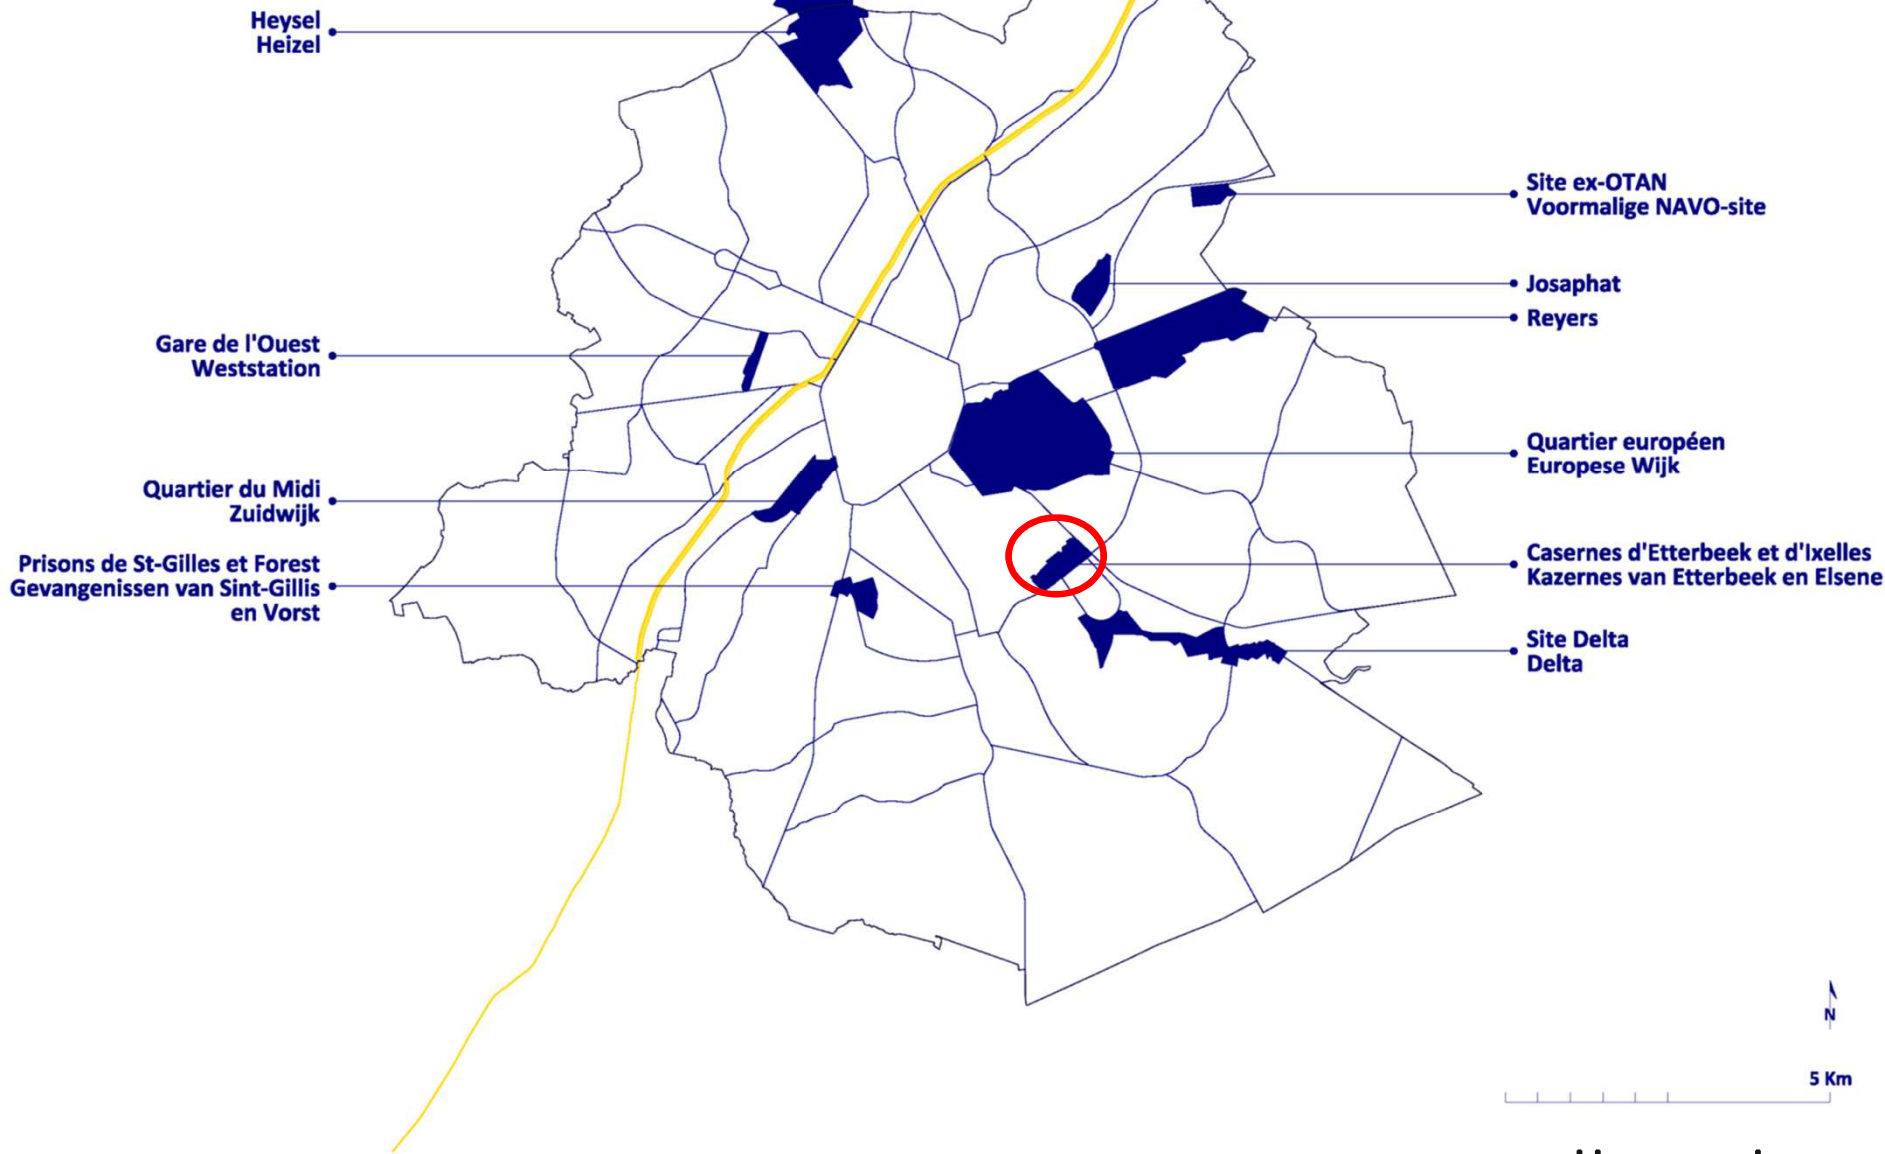 Heysel
Heizel
Gare de l'Ouest
Weststation
Quartier du Midi
Zuidwijk
Prisons de St-Gilles et Forest
Gevangenissen van Sint-Gillis
en Vorst
Site ex-OTAN
Voormalige NAVO-site
Josaphat
Reyers
Quartier européen
Europese Wijk
Casernes d'Etterbeek et d'Ixelles
Kazernes van Etterbeek en Elsene
Site Delta
Delta
N
5 Km